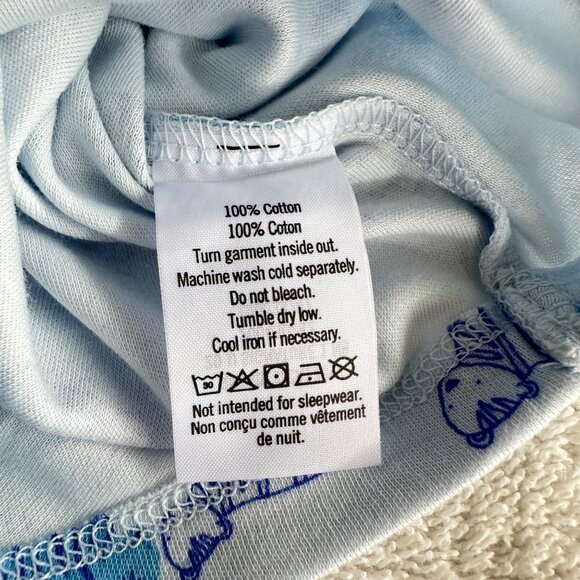 100% Cotton
100% Coton
Turn garment inside out.
Machine wash cold separately.
Do not bleach.
Tumble dry low.
Cool iron if necessary.
30
Not intended for sleepwear.
Non conçu comme vêtement
de nuit.